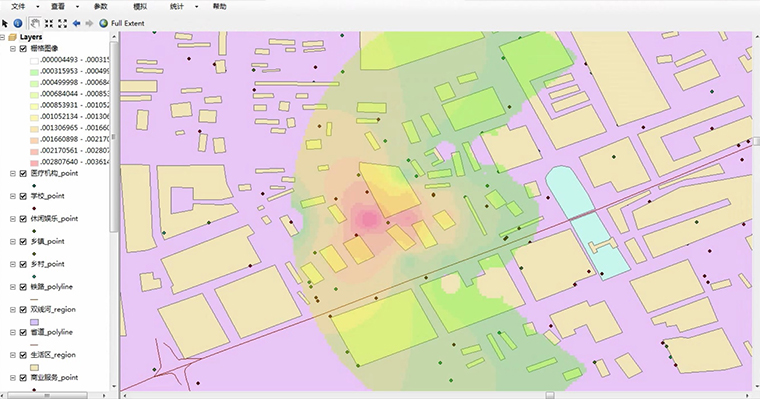 文件 查看 参数 模拟 统计 帮助
Full Extent
Layers
栅格图像
.000004493 - .000315
.000315953 - .000499
.000499998 - .000684
.000684044 - .000853
.000853931 - .001052
.001052134 - .001306
.001306965 - .001660
.001660898 - .002170
.002170561 - .002807
.002807640 - .003614
医疗机构_point
学校_point
休闲娱乐_point
乡镇_point
乡村_point
铁路_polyline
双线河_region
省道_polyline
生活区_region
商业服务_point